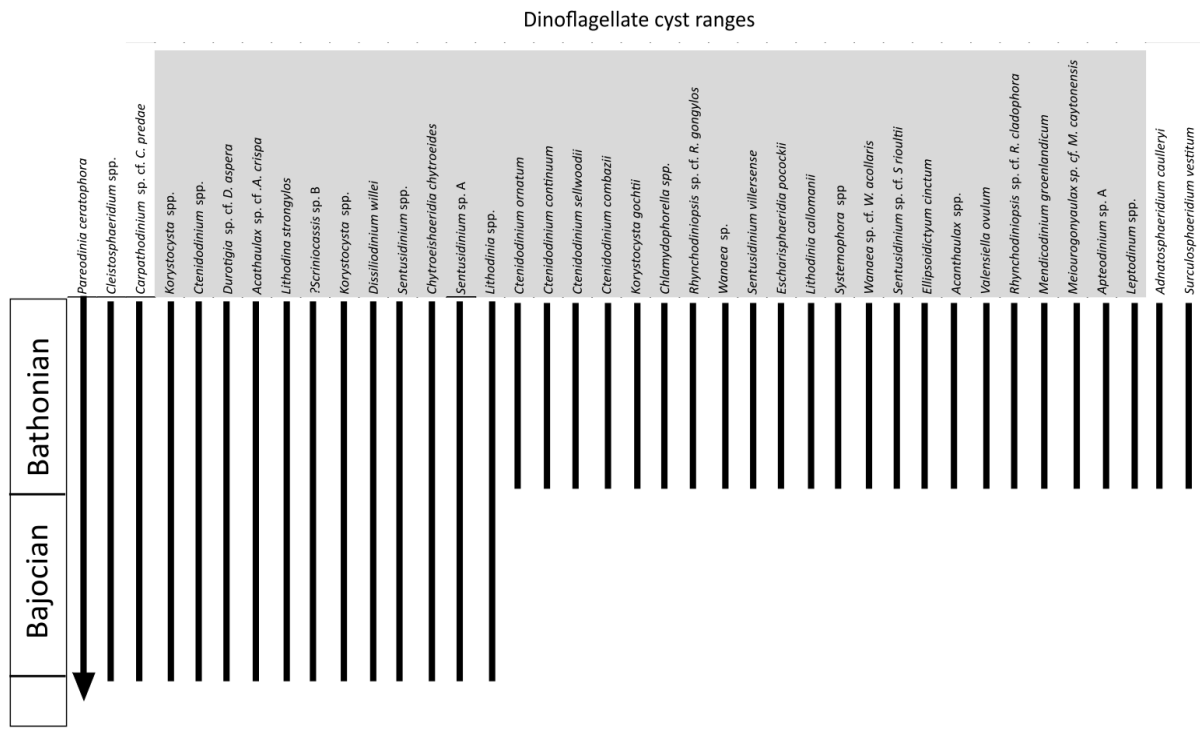 Dinoflagellate cyst ranges
Pareodinia ceratophora
Cleistosphaeridium spp.
Carpathodinium sp. cf. C. predae
Korystocysta spp.
Ctenidodinium spp.
Durotigia sp. cf. D. aspera
Acathaulax sp. cf .A. crispa
Lithodina strongylos
?Scriniocassis sp. B
Korystocysta spp.
Dissiliodinium willei
Sentusidinium spp.
Chytroeishaeridia chytroeides
Sentusidinium sp. A
Lithodinia spp.
Ctenidodinium ornatum
Ctenidodinium continuum
Ctenidodinium sellwoodii
Ctenidodinium combazii
Korystocysta gochtii
Chlamydophorella spp.
Rhynchodiniopsis sp. cf. R. gongylos
Wanaea sp.
Sentusidinium villersense
Escharisphaeridia pocockii
Lithodinia callomanii
Systemophora spp
Wanaea sp. cf. W. acollaris
Sentusidinium sp. cf. S rioultii
Ellipsoidictyum cinctum
Acanthaulax spp.
Valensiella ovulum
Rhynchodiniopsis sp. cf. R. cladophora
Mendicodinium groenlandicum
Meiourogonyaulax sp. cf. M. caytonensis
Apteodinium sp. A
Leptodinum spp.
Adnatosphaeridium caulleryi
Surculosphaeridium vestitum
Bathonian
Bajocian